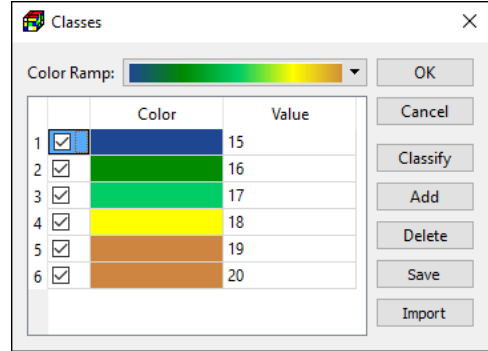 Classes
Color Ramp:
OK
Cancel
Classify
Add
Delete
Save
Import
Color Value
1 15
2 16
3 17
4 18
5 19
6 20